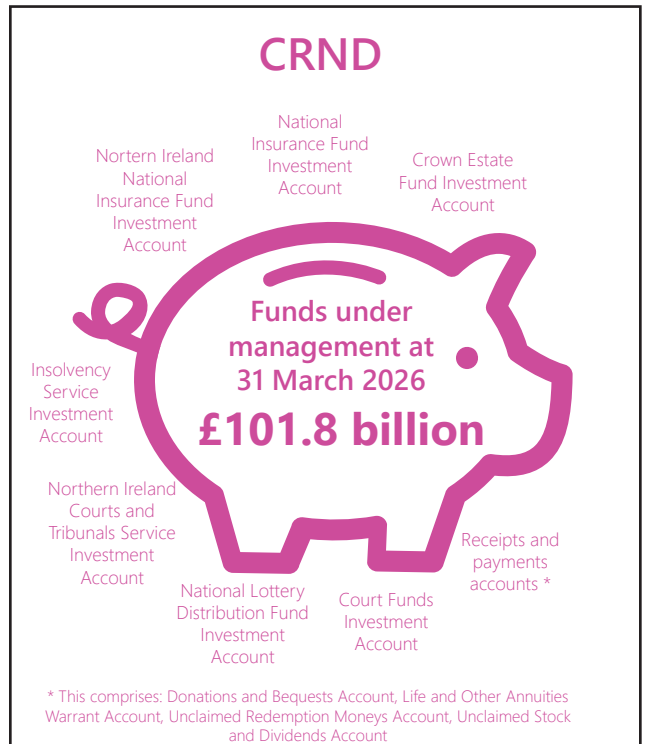 CRND
National
Insurance Fund
Investment
Account
Nortern Ireland
National
Insurance Fund
Investment
Account
Crown Estate
Fund Investment
Account
Funds under
management at
31 March 2026
£101.8 billion
Insolvency
Service
Investment
Account
Northern Ireland
Courts and
Tribunals Service
Investment
Account
National Lottery
Distribution Fund
Investment
Account
Court Funds
Investment
Account
Receipts and
payments
accounts *
* This comprises: Donations and Bequests Account, Life and Other Annuities
Warrant Account, Unclaimed Redemption Moneys Account, Unclaimed Stock
and Dividends Account